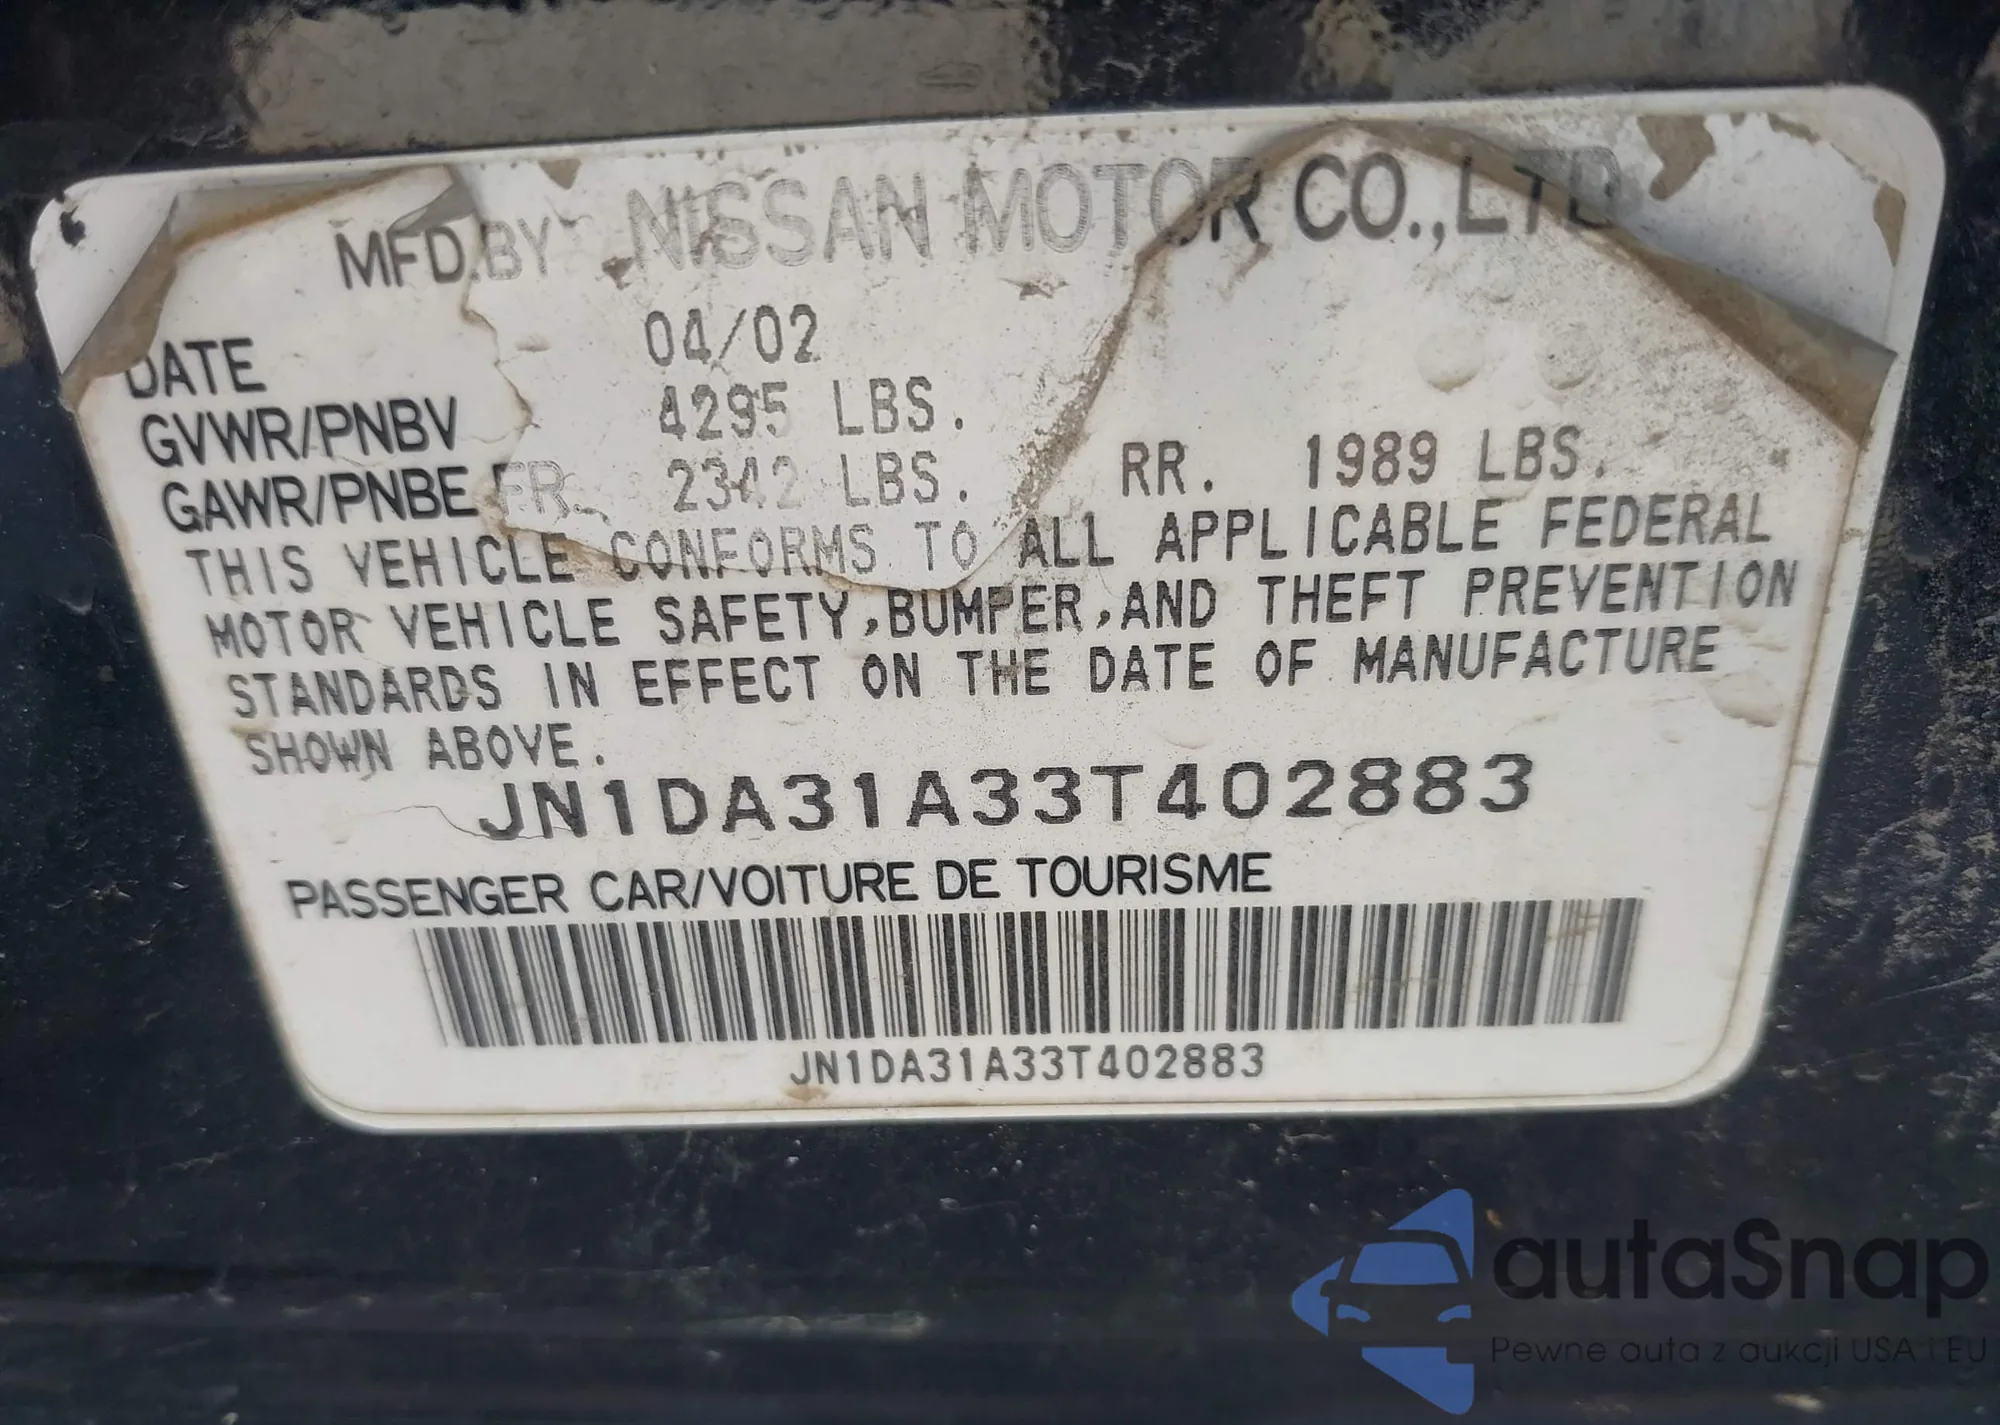 MFD.BY NISSAN MOTOR CO.,LTD
DATE 04/02
GVWR/PNBV 4295 LBS.
GAWR/PNBE FR. 2342 LBS. RR. 1989 LBS.
THIS VEHICLE CONFORMS TO ALL APPLICABLE FEDERAL
MOTOR VEHICLE SAFETY,BUMPER,AND THEFT PREVENTION
STANDARDS IN EFFECT ON THE DATE OF MANUFACTURE
SHOWN ABOVE.
JN1DA31A33T402883
PASSENGER CAR/VOITURE DE TOURISME
JN1DA31A33T402883
autaSnap
Pewne auta z aukcji USA i EU